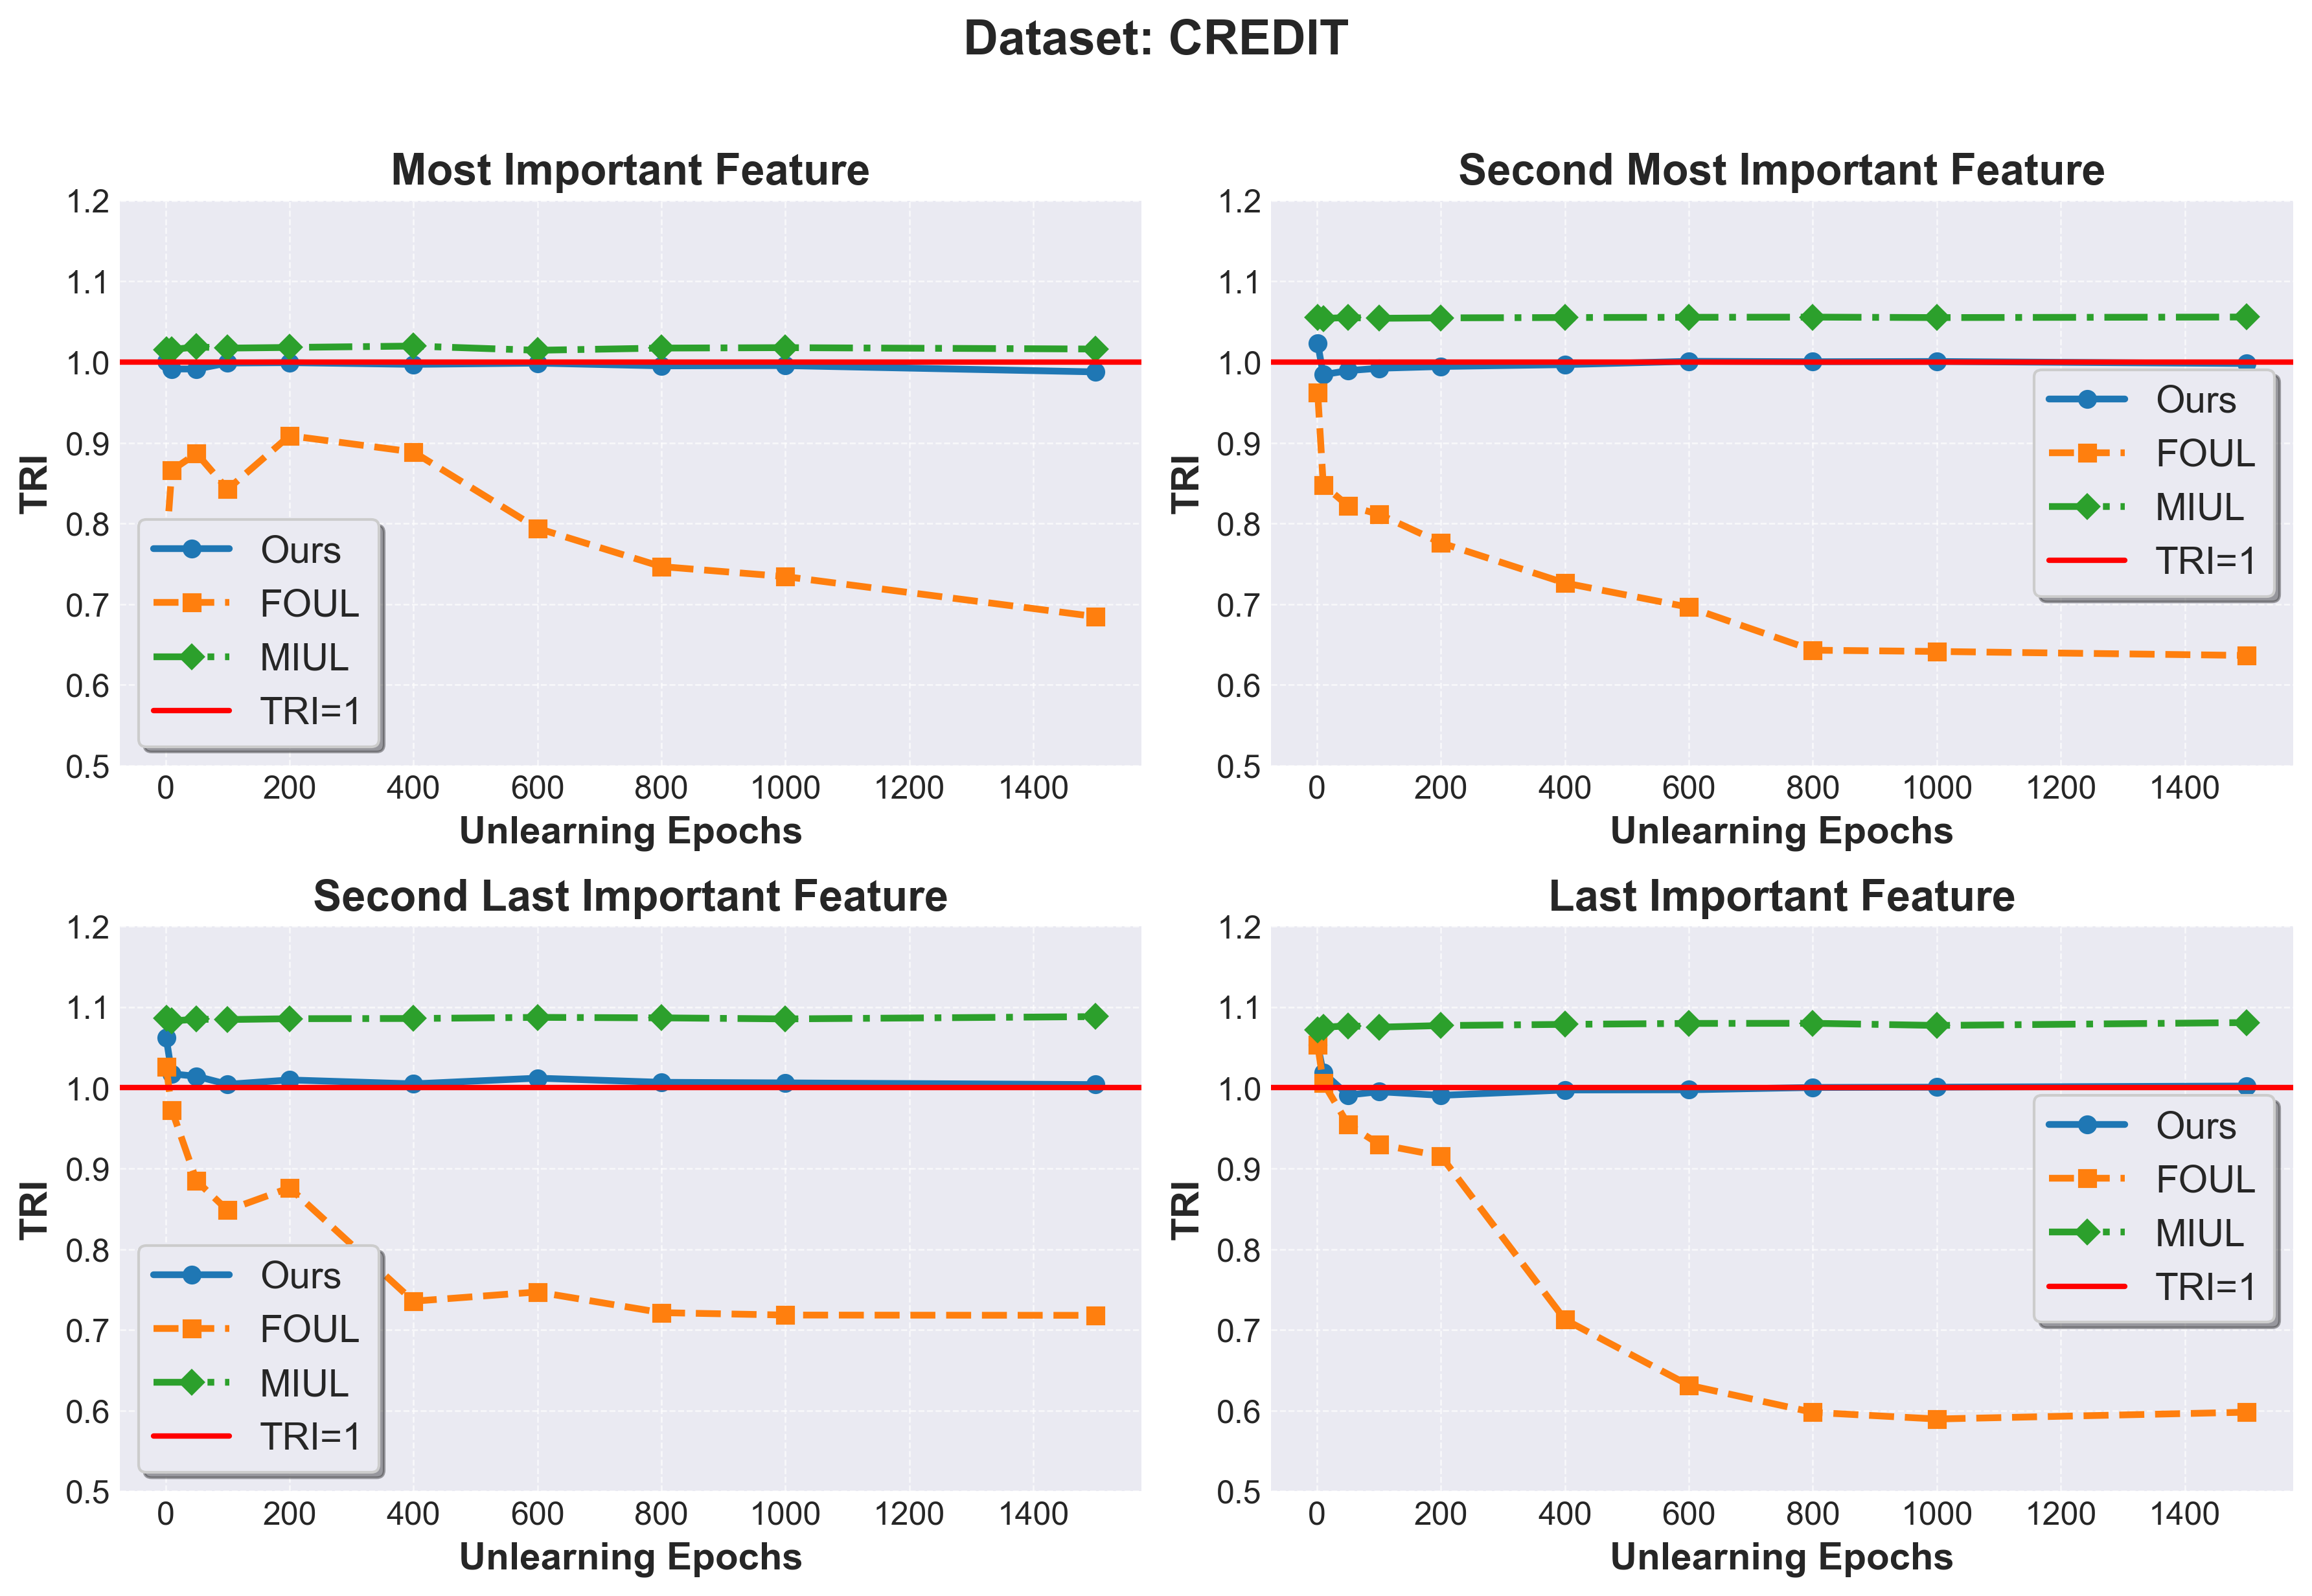 Dataset: CREDIT
Most Important Feature
1.2
1.1
1.0
0.9
0.8
0.7
0.6
0.5
TRI
Ours
FOUL
MIUL
TRI=1
0 200 400 600 800 1000 1200 1400
Unlearning Epochs
Second Most Important Feature
1.2
1.1
1.0
0.9
0.8
0.7
0.6
0.5
TRI
Ours
FOUL
MIUL
TRI=1
0 200 400 600 800 1000 1200 1400
Unlearning Epochs
Second Last Important Feature
1.2
1.1
1.0
0.9
0.8
0.7
0.6
0.5
TRI
Ours
FOUL
MIUL
TRI=1
0 200 400 600 800 1000 1200 1400
Unlearning Epochs
Last Important Feature
1.2
1.1
1.0
0.9
0.8
0.7
0.6
0.5
TRI
Ours
FOUL
MIUL
TRI=1
0 200 400 600 800 1000 1200 1400
Unlearning Epochs